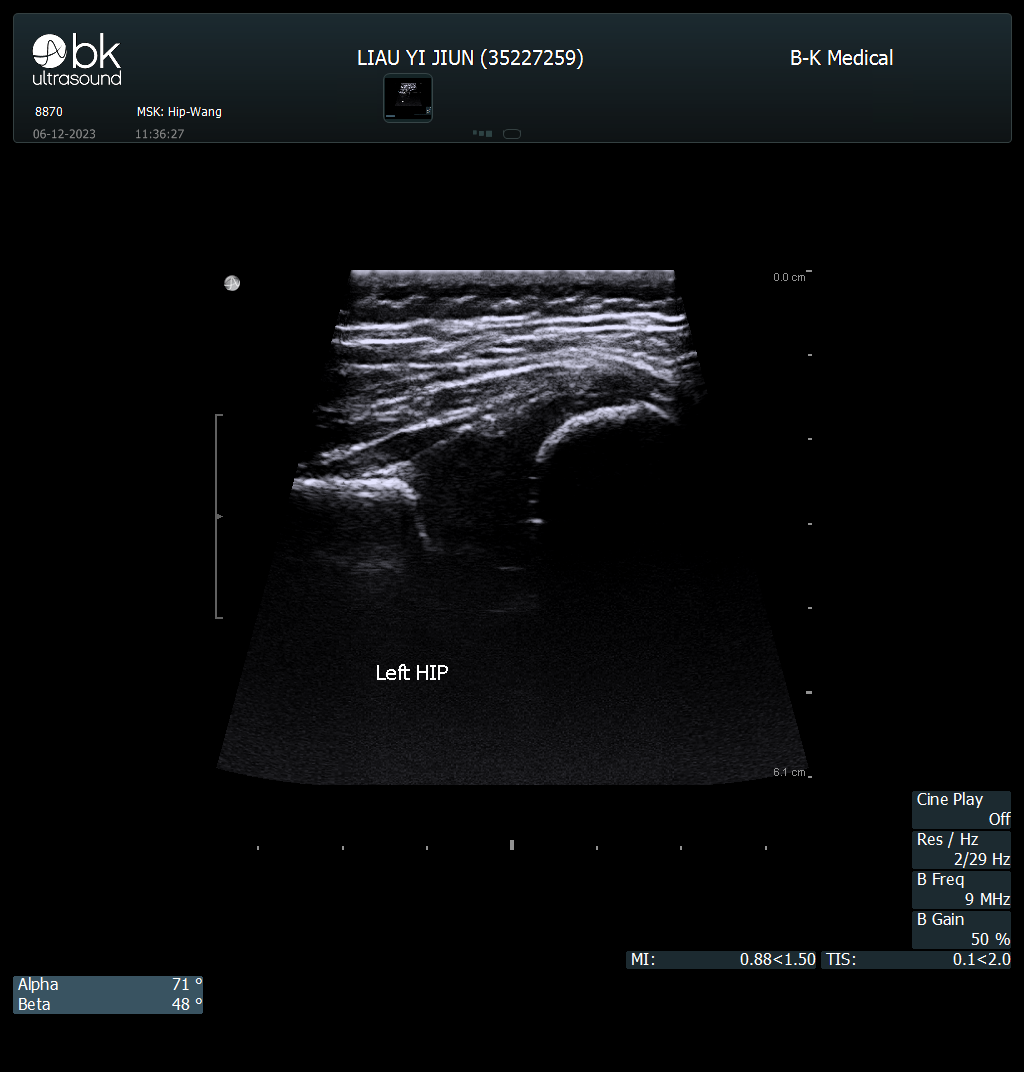 bk
ultrasound
LIAU YI JIUN (35227259)
B-K Medical
8870
MSK: Hip-Wang
06-12-2023
11:36:27
0.0 cm
Left HIP
6.1 cm
Cine Play
Off
Res / Hz
2/29 Hz
B Freq
9 MHz
B Gain
50 %
MI: 0.88<1.50
TIS: 0.1<2.0
Alpha 71 º
Beta 48 º